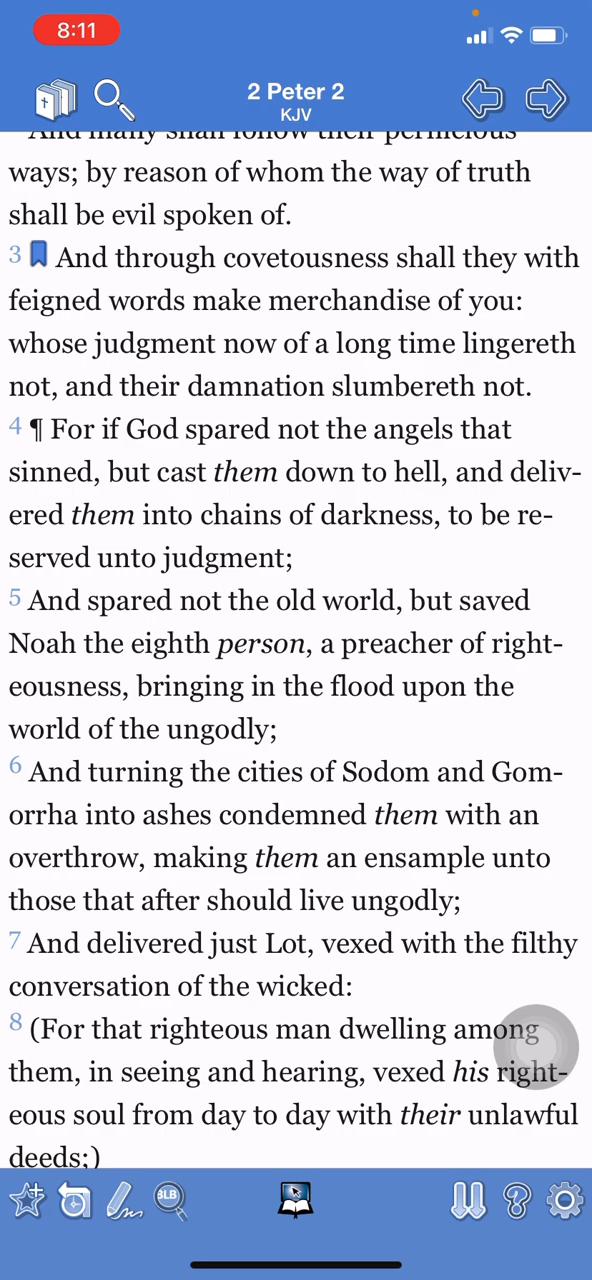 8:11
2 Peter 2
KJV
And many shall follow their pernicious
ways; by reason of whom the way of truth
shall be evil spoken of.
3 And through covetousness shall they with
feigned words make merchandise of you:
whose judgment now of a long time lingereth
not, and their damnation slumbereth not.
4 ¶ For if God spared not the angels that
sinned, but cast them down to hell, and deliv-
ered them into chains of darkness, to be re-
served unto judgment;
5 And spared not the old world, but saved
Noah the eighth person, a preacher of right-
eousness, bringing in the flood upon the
world of the ungodly;
6 And turning the cities of Sodom and Gom-
orrha into ashes condemned them with an
overthrow, making them an ensample unto
those that after should live ungodly;
7 And delivered just Lot, vexed with the filthy
conversation of the wicked:
8 (For that righteous man dwelling among
them, in seeing and hearing, vexed his right-
eous soul from day to day with their unlawful
deeds;)
BLB